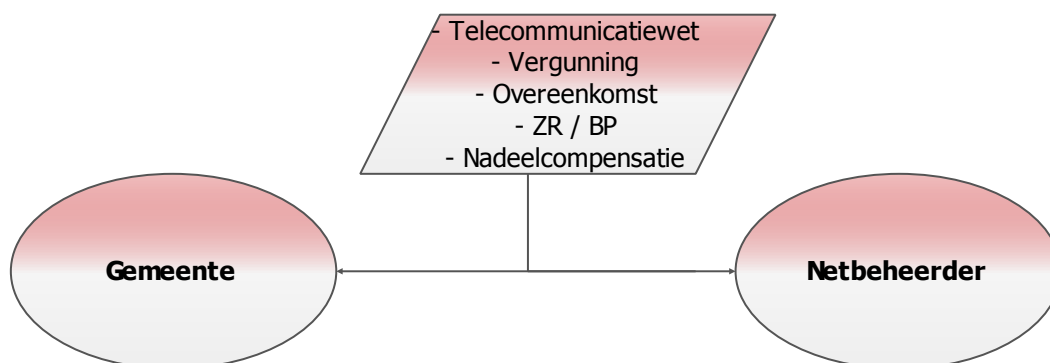 - Telecommunicatiewet
- Vergunning
- Overeenkomst
- ZR / BP
- Nadeelcompensatie
Gemeente
Netbeheerder